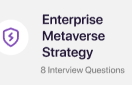 Enterprise
Metaverse
Strategy
8 Interview Questions